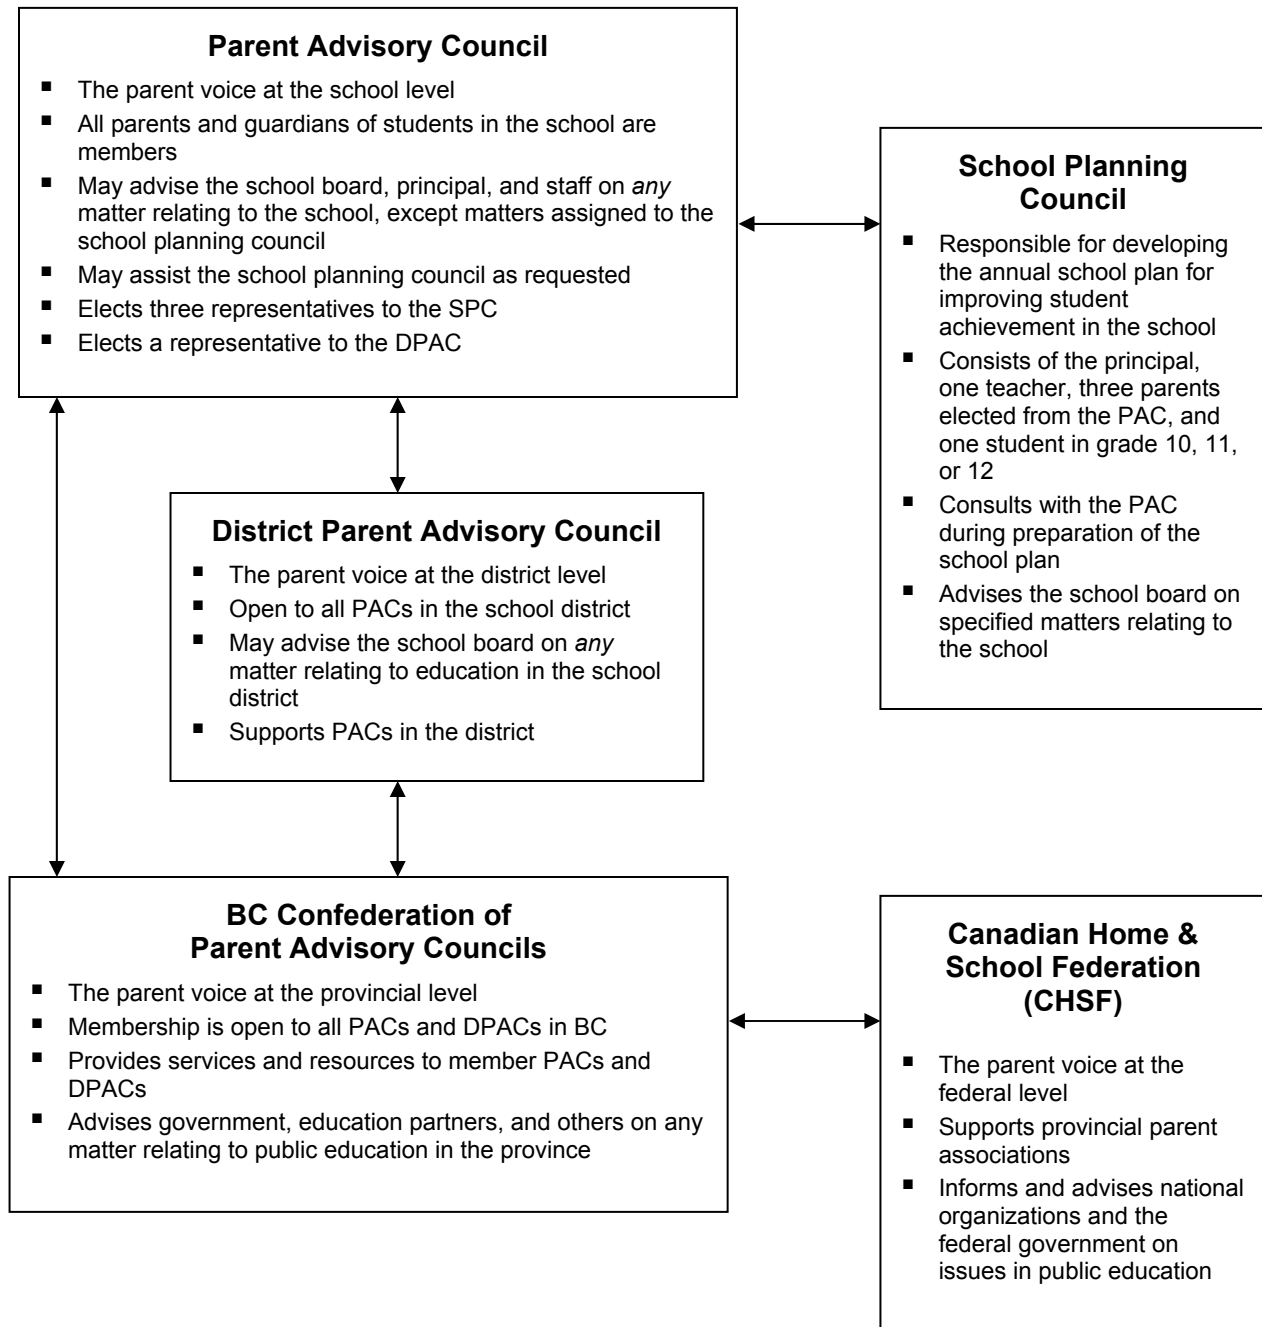 Parent Advisory Council
▪ The parent voice at the school level
▪ All parents and guardians of students in the school are
members
▪ May advise the school board, principal, and staff on any
matter relating to the school, except matters assigned to the
school planning council
▪ May assist the school planning council as requested
▪ Elects three representatives to the SPC
▪ Elects a representative to the DPAC
School Planning
Council
▪ Responsible for developing
the annual school plan for
improving student
achievement in the school
▪ Consists of the principal,
one teacher, three parents
elected from the PAC, and
one student in grade 10, 11,
or 12
▪ Consults with the PAC
during preparation of the
school plan
▪ Advises the school board on
specified matters relating to
the school
District Parent Advisory Council
▪ The parent voice at the district level
▪ Open to all PACs in the school district
▪ May advise the school board on any
matter relating to education in the school
district
▪ Supports PACs in the district
BC Confederation of
Parent Advisory Councils
▪ The parent voice at the provincial level
▪ Membership is open to all PACs and DPACs in BC
▪ Provides services and resources to member PACs and
DPACs
▪ Advises government, education partners, and others on any
matter relating to public education in the province
Canadian Home &
School Federation
(CHSF)
▪ The parent voice at the
federal level
▪ Supports provincial parent
associations
▪ Informs and advises national
organizations and the
federal government on
issues in public education